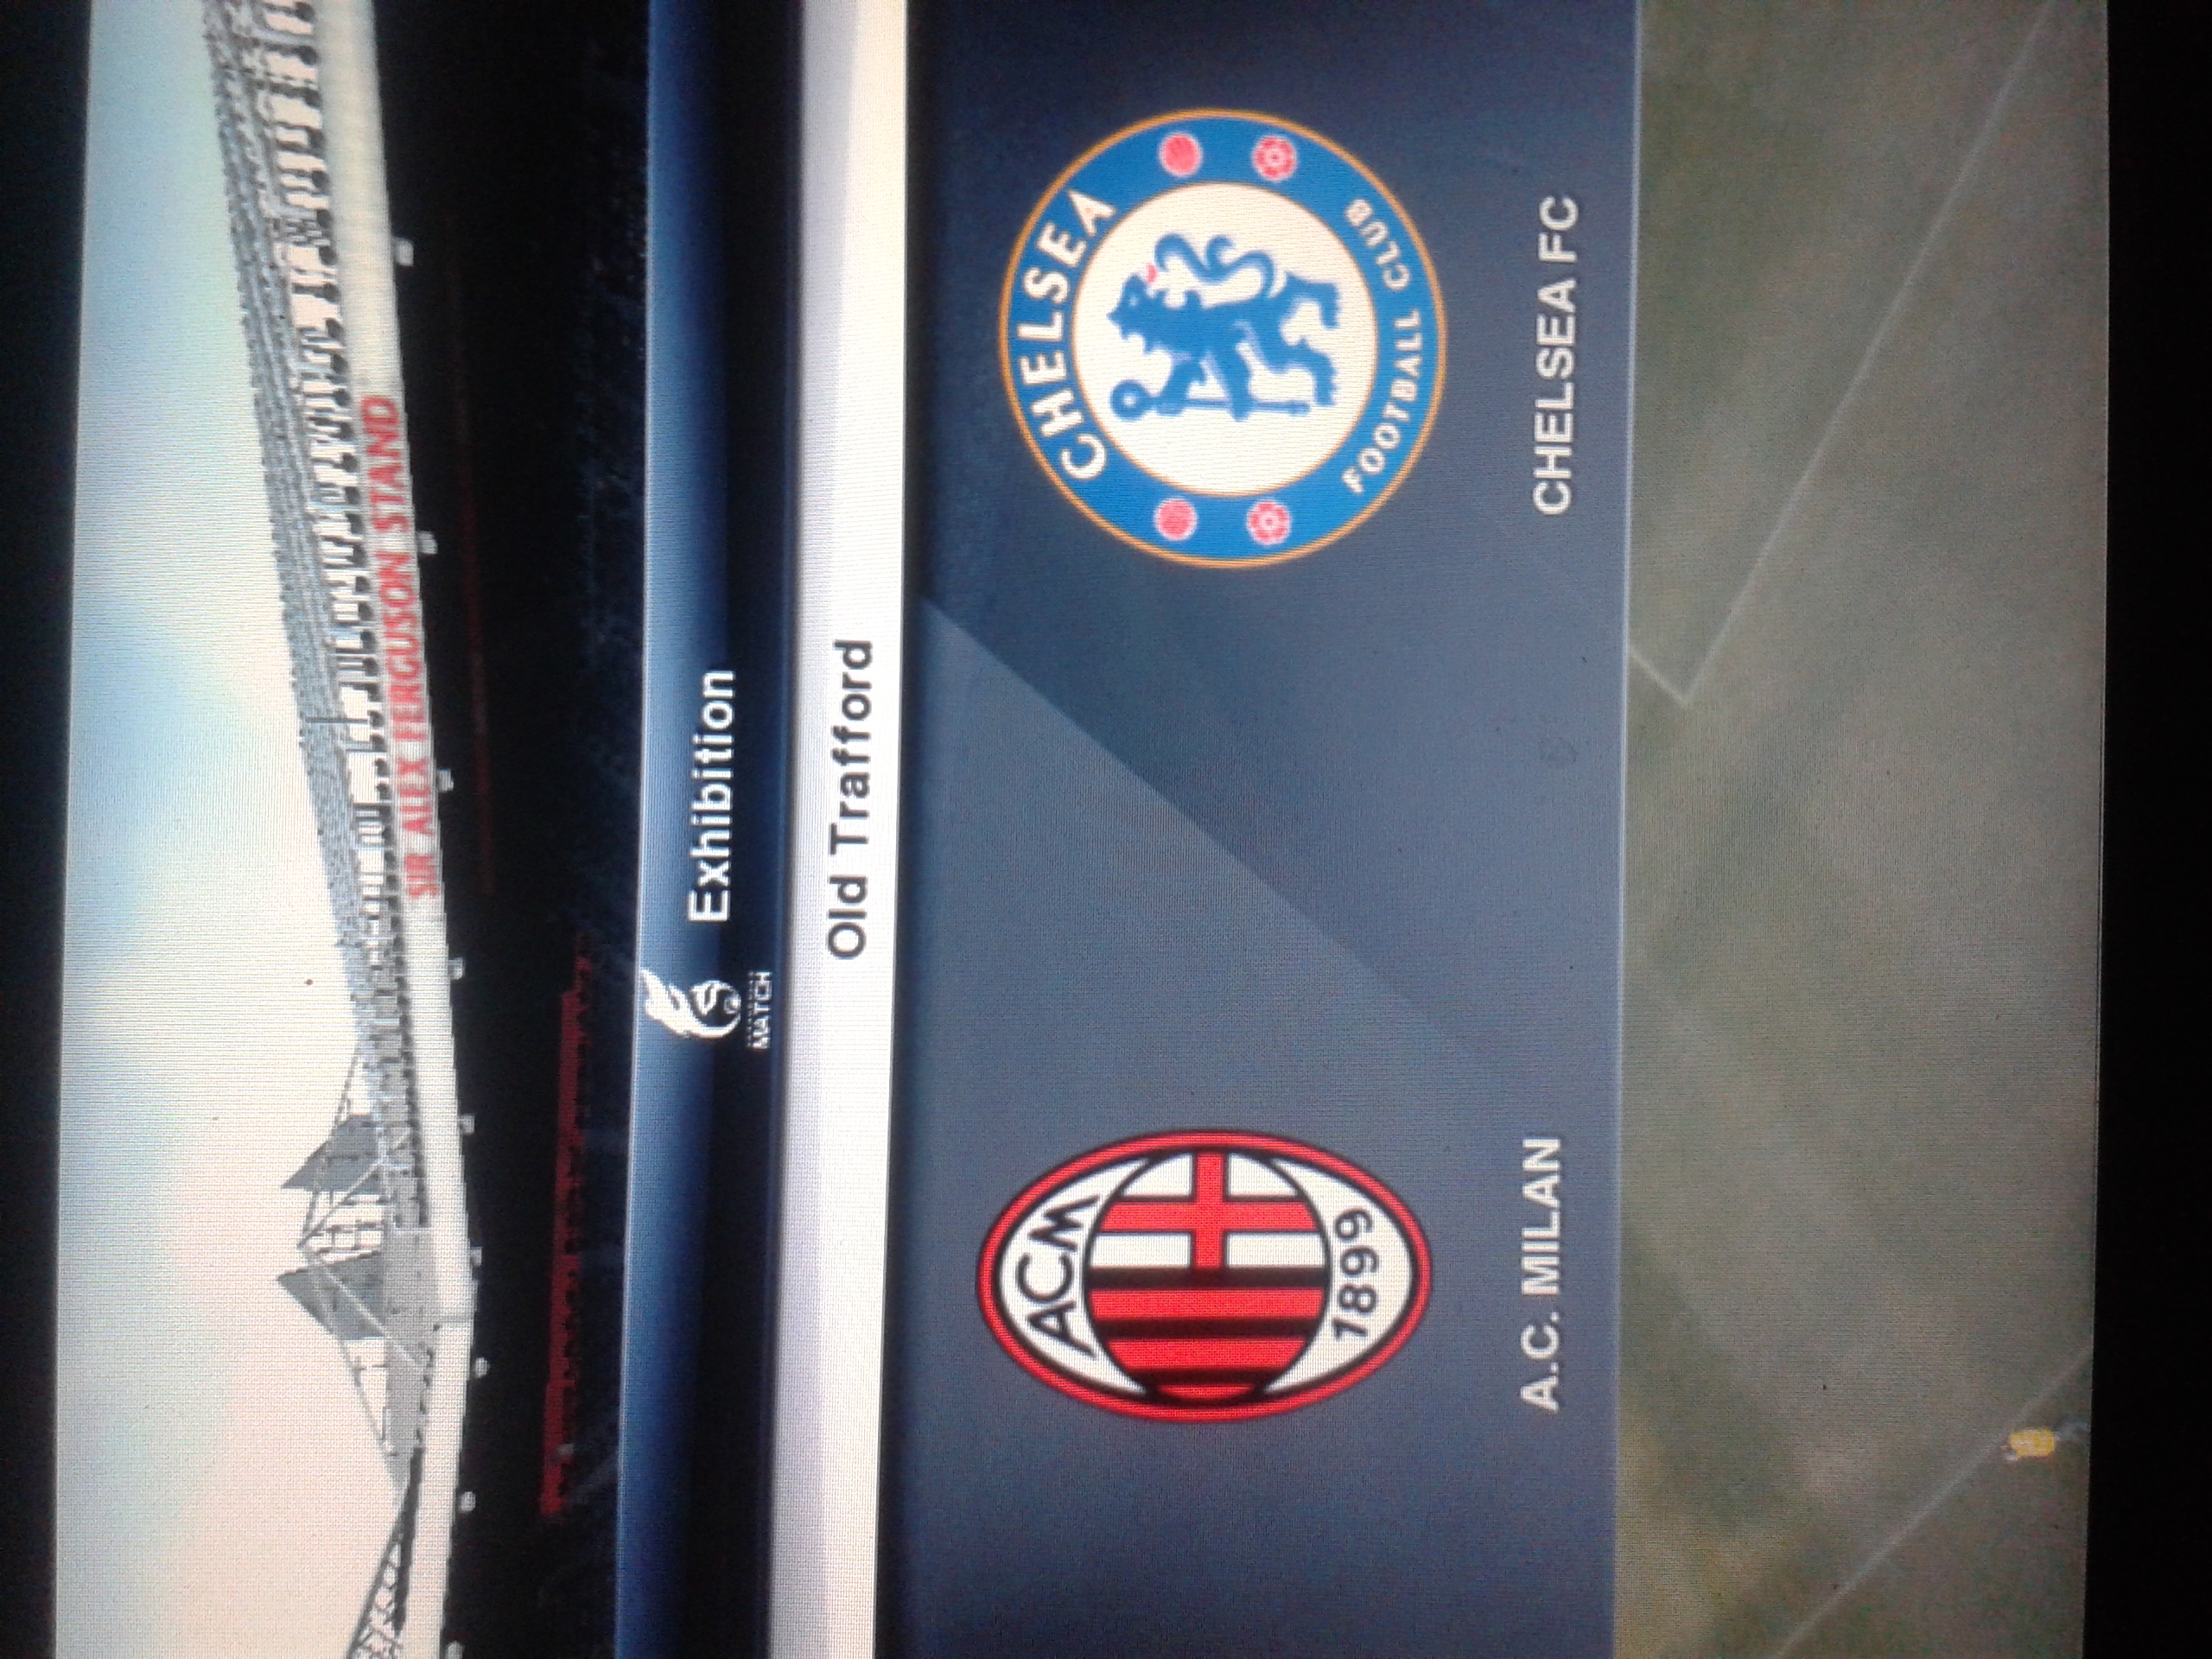 SIR ALEX FERGUSON STAND
MATCH
Exhibition
Old Trafford
ACM
1899
CHELSEA
FOOTBALL CLUB
A.C. MILAN
CHELSEA FC